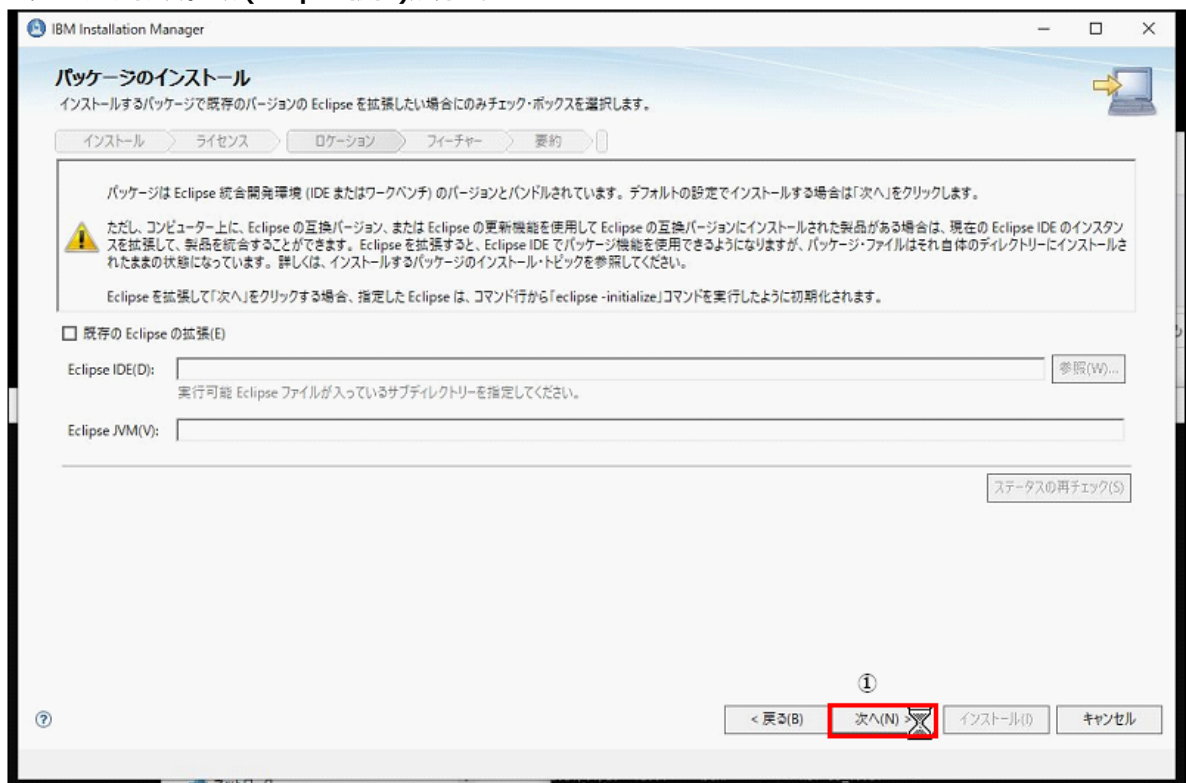 IBM Installation Manager
パッケージのインストール
インストールするパッケージで既存のバージョンの Eclipse を拡張したい場合にのみチェック・ボックスを選択します。
インストール ライセンス ロケーション フィーチャー 要約
パッケージは Eclipse 統合開発環境 (IDE またはワークベンチ) のバージョンとバンドルされています。デフォルトの設定でインストールする場合は「次へ」をクリックします。
ただし、コンピューター上に、Eclipse の互換バージョン、または Eclipse の更新機能を使用して Eclipse の互換バージョンにインストールされた製品がある場合は、現在の Eclipse IDE のインスタン
スを拡張して、製品を統合することができます。Eclipse を拡張すると、Eclipse IDE でパッケージ機能を使用できるようになりますが、パッケージ・ファイルはそれ自体のディレクトリーにインストールさ
れたままの状態になっています。詳しくは、インストールするパッケージのインストール・トピックを参照してください。
Eclipse を拡張して「次へ」をクリックする場合、指定した Eclipse は、コマンド行から「eclipse -initialize」コマンドを実行したように初期化されます。
既存の Eclipse の拡張(E)
Eclipse IDE(D): 参照(W)...
実行可能 Eclipse ファイルが入っているサブディレクトリーを指定してください。
Eclipse JVM(V):
ステータスの再チェック(S)
①
? < 戻る(B) 次へ(N) > インストール(I) キャンセル